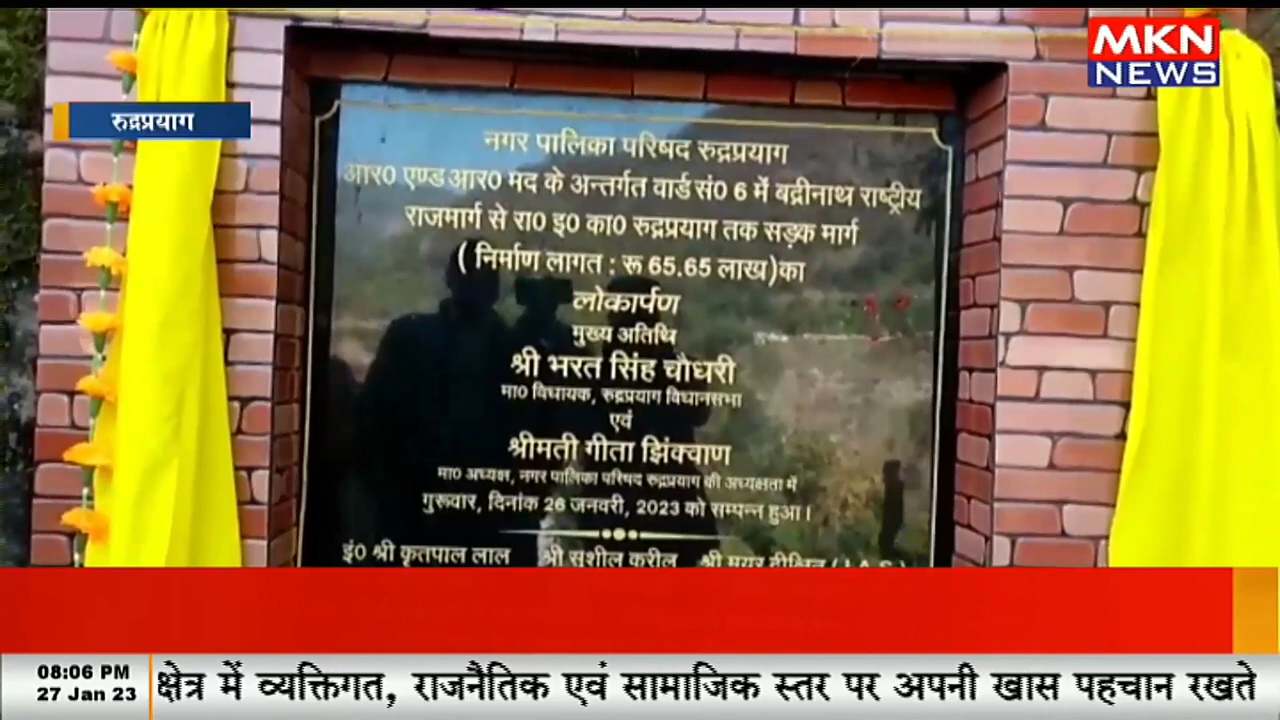 MKN
NEWS
रुद्रप्रयाग
नगर पालिका परिषद रुद्रप्रयाग
आर0 एण्ड आर0 मद के अन्तर्गत वार्ड सं0 6 में बद्रीनाथ राष्ट्रीय
राजमार्ग से रा0 इ0 का0 रुद्रप्रयाग तक सड़क मार्ग
( निर्माण लागत : रू 65.65 लाख)का
लोकार्पण
मुख्य अतिथि
श्री भरत सिंह चौधरी
मा0 विधायक, रुद्रप्रयाग विधानसभा
एवं
श्रीमती गीता झिंक्वाण
मा0 अध्यक्ष, नगर पालिका परिषद रुद्रप्रयाग की अध्यक्षता में
गुरूवार, दिनांक 26 जनवरी, 2023 को सम्पन्न हुआ।
इं0 श्री कृतपाल लाल श्री सुशील कुरील श्री मयूर दीक्षित ( I.A.S.)
08:06 PM
27 Jan 23
क्षेत्र में व्यक्तिगत, राजनैतिक एवं सामाजिक स्तर पर अपनी खास पहचान रखते